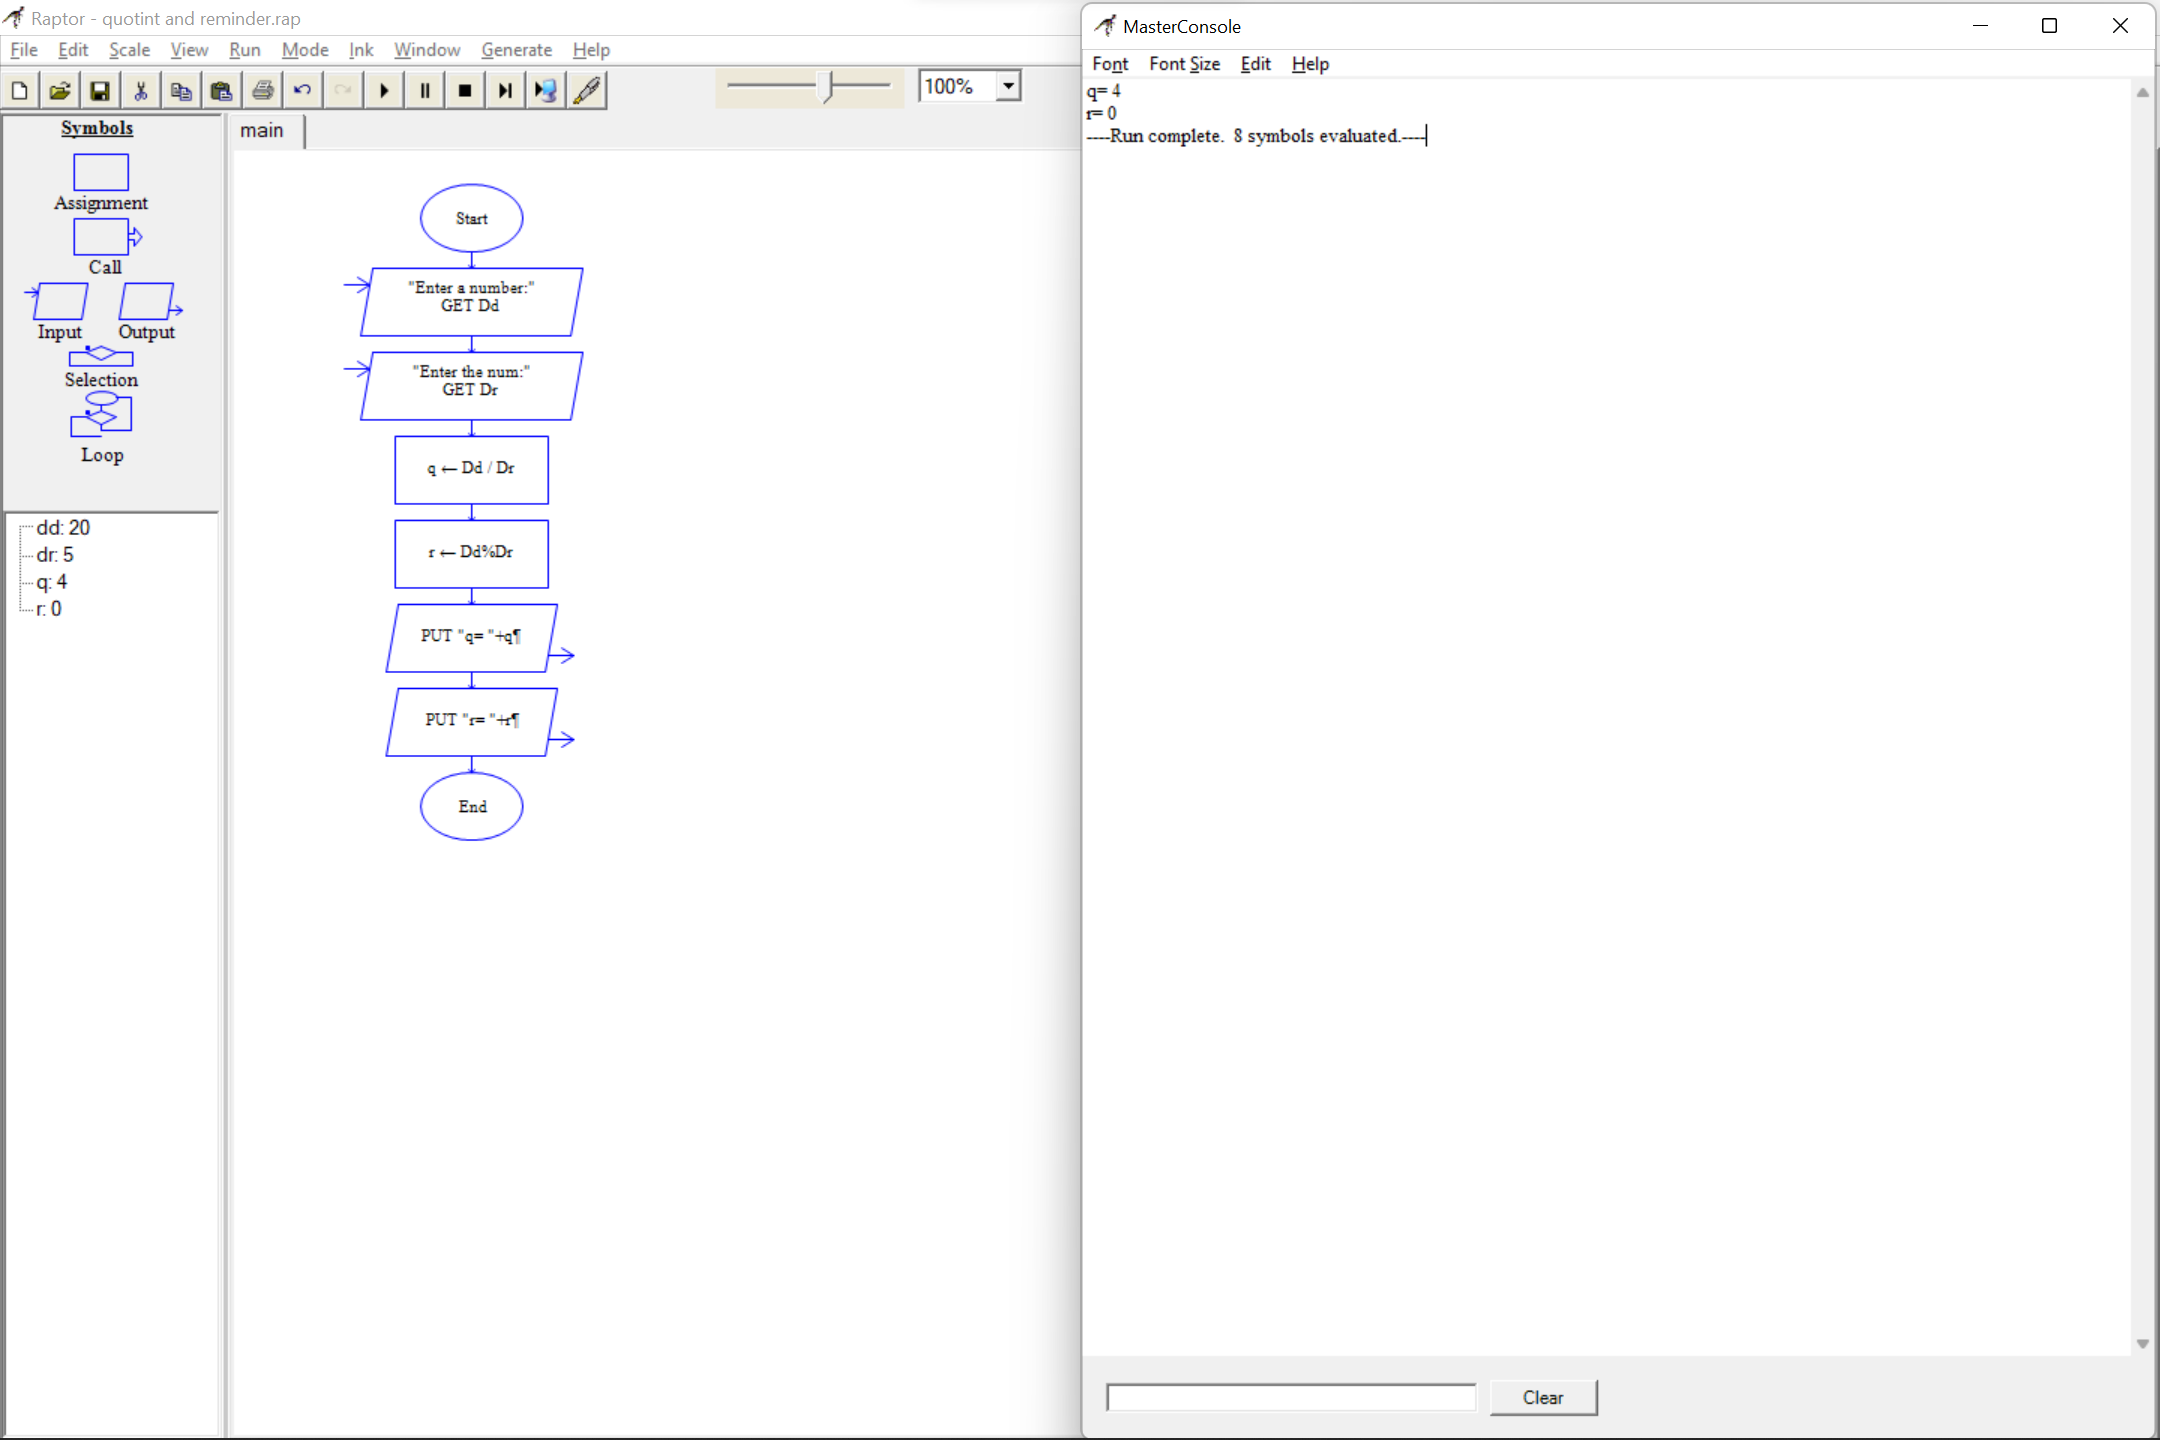 Raptor - quotint and reminder.rap
File Edit Scale View Run Mode Ink Window Generate Help
100%
Symbols
Assignment
Call
Input Output
Selection
Loop
dd: 20
dr: 5
q: 4
r: 0
main
Start
"Enter a number:"
GET Dd
"Enter the num:"
GET Dr
q ← Dd / Dr
r ← Dd%Dr
PUT "q= "+q¶
PUT "r= "+r¶
End
MasterConsole
Font Font Size Edit Help
q= 4
r= 0
----Run complete.  8 symbols evaluated.----
Clear